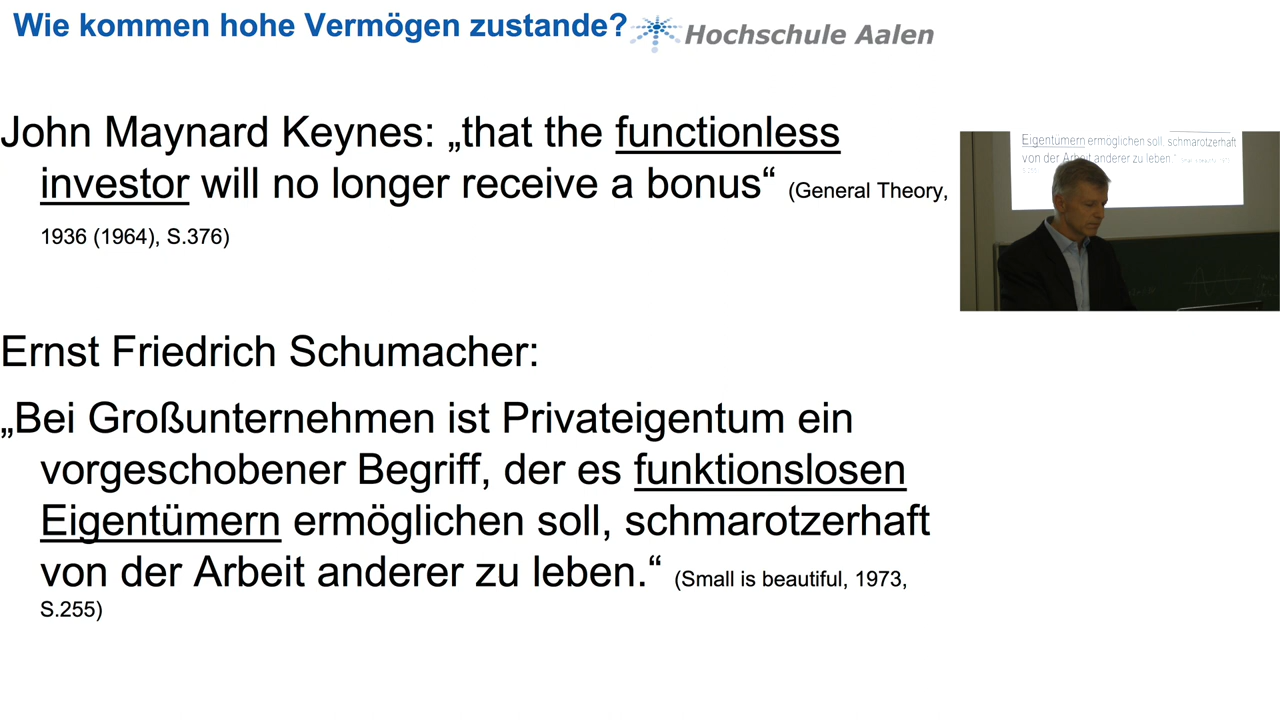 Wie kommen hohe Vermögen zustande?
Hochschule Aalen
John Maynard Keynes: „that the functionless
investor will no longer receive a bonus“ (General Theory,
1936 (1964), S.376)
Eigentümern ermöglichen soll, schmarotzerhaft
von der Arbeit anderer zu leben.“
Ernst Friedrich Schumacher:
„Bei Großunternehmen ist Privateigentum ein
vorgeschobener Begriff, der es funktionslosen
Eigentümern ermöglichen soll, schmarotzerhaft
von der Arbeit anderer zu leben.“ (Small is beautiful, 1973,
S.255)